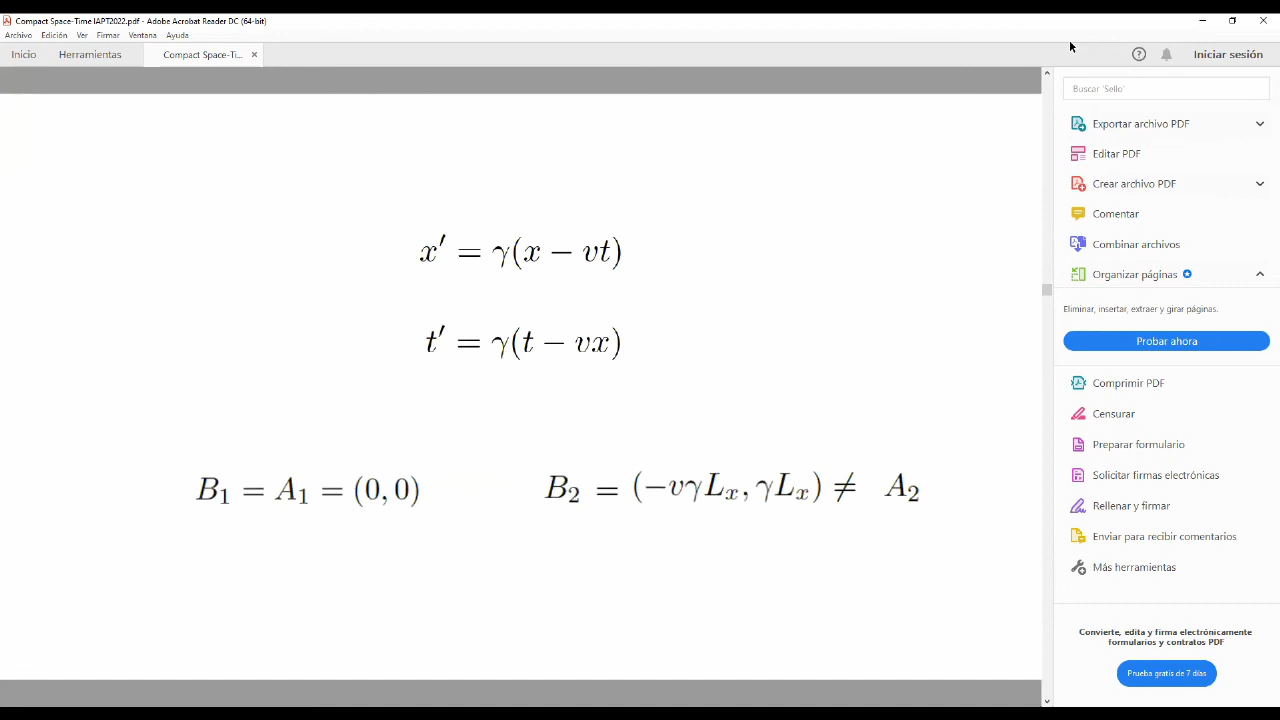 Compact Space-Time IAPT2022.pdf - Adobe Acrobat Reader DC (64-bit)
Archivo Edición Ver Firmar Ventana Ayuda
Inicio Herramientas Compact Space-Ti... × Iniciar sesión
Buscar 'Sello'
Exportar archivo PDF
Editar PDF
Crear archivo PDF
Comentar
Combinar archivos
Organizar páginas
Eliminar, insertar, extraer y girar páginas.
Probar ahora
Comprimir PDF
Censurar
Preparar formulario
Solicitar firmas electrónicas
Rellenar y firmar
Enviar para recibir comentarios
Más herramientas
Convierte, edita y firma electrónicamente
formularios y contratos PDF
Prueba gratis de 7 días
x′ = γ(x − vt)
t′ = γ(t − vx)
B₁ = A₁ = (0, 0) B₂ = (−vγLₓ, γLₓ) ≠ A₂